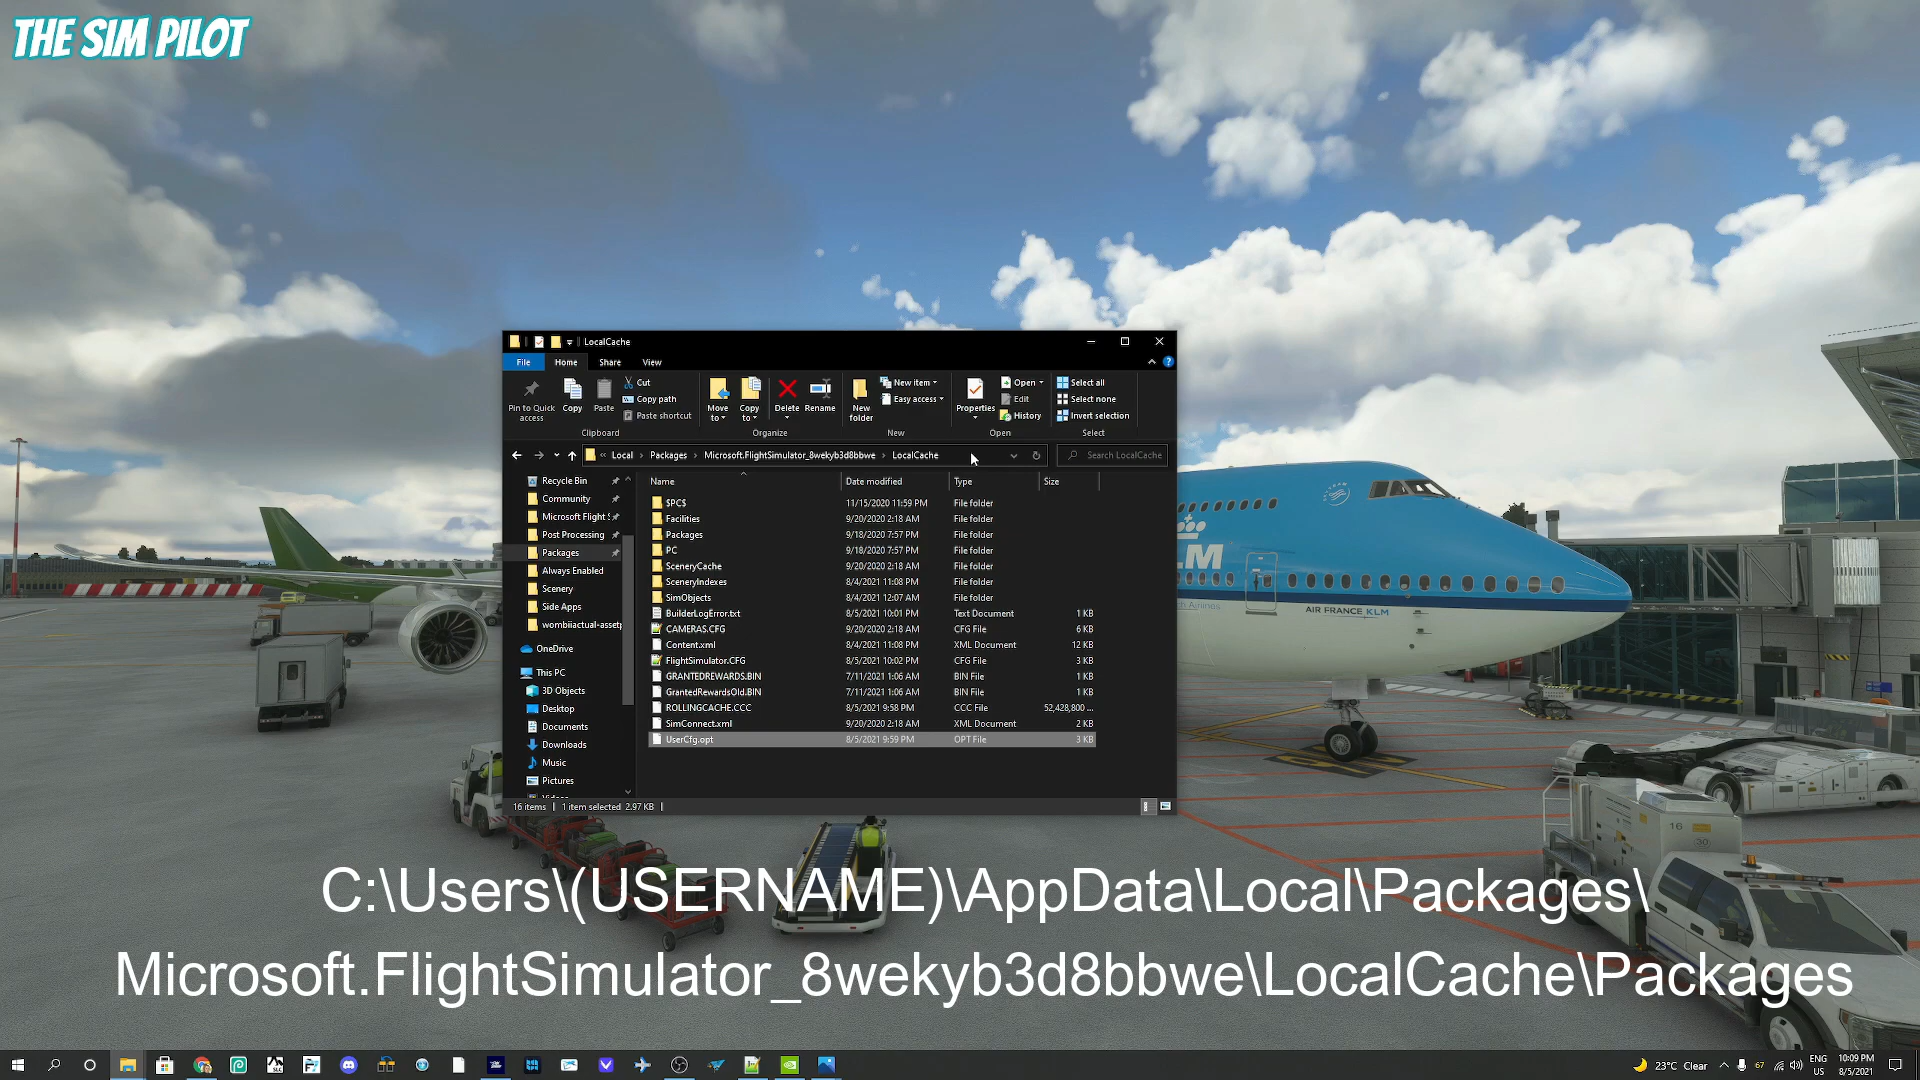 THE SIM PILOT
LocalCache
File Home Share View
Pin to Quick access
Copy
Paste
Cut
Copy path
Paste shortcut
Clipboard
Move to
Copy to
Delete
Rename
Organize
New folder
New item
Easy access
New
Properties
Open
Edit
History
Open
Select all
Select none
Invert selection
Select
« Local > Packages > Microsoft.FlightSimulator_8wekyb3d8bbwe > LocalCache
Search LocalCache
Recycle Bin
Community
Microsoft Flight S
Post Processing
Packages
Always Enabled
Scenery
Side Apps
wombiiactual-asset
OneDrive
This PC
3D Objects
Desktop
Documents
Downloads
Music
Pictures
Name Date modified Type Size
$PC$ 11/15/2020 11:59 PM File folder
Facilities 9/20/2020 2:18 AM File folder
Packages 9/18/2020 7:57 PM File folder
PC 9/18/2020 7:57 PM File folder
SceneryCache 9/20/2020 2:18 AM File folder
SceneryIndexes 8/4/2021 11:08 PM File folder
SimObjects 8/4/2021 12:07 AM File folder
BuilderLogError.txt 8/5/2021 10:01 PM Text Document 1 KB
CAMERAS.CFG 9/20/2020 2:18 AM CFG File 6 KB
Content.xml 8/4/2021 11:08 PM XML Document 12 KB
FlightSimulator.CFG 8/5/2021 10:02 PM CFG File 3 KB
GRANTEDREWARDS.BIN 7/11/2021 1:06 AM BIN File 1 KB
GrantedRewardsOld.BIN 7/11/2021 1:06 AM BIN File 1 KB
ROLLINGCACHE.CCC 8/5/2021 9:58 PM CCC File 52,428,800 ...
SimConnect.xml 9/20/2020 2:18 AM XML Document 2 KB
UserCfg.opt 8/5/2021 9:59 PM OPT File 3 KB
16 items 1 item selected 2.97 KB
LM
AIR FRANCE KLM
16
30
C:\Users\(USERNAME)\AppData\Local\Packages\
Microsoft.FlightSimulator_8wekyb3d8bbwe\LocalCache\Packages
23°C Clear
67
ENG
US
10:09 PM
8/5/2021